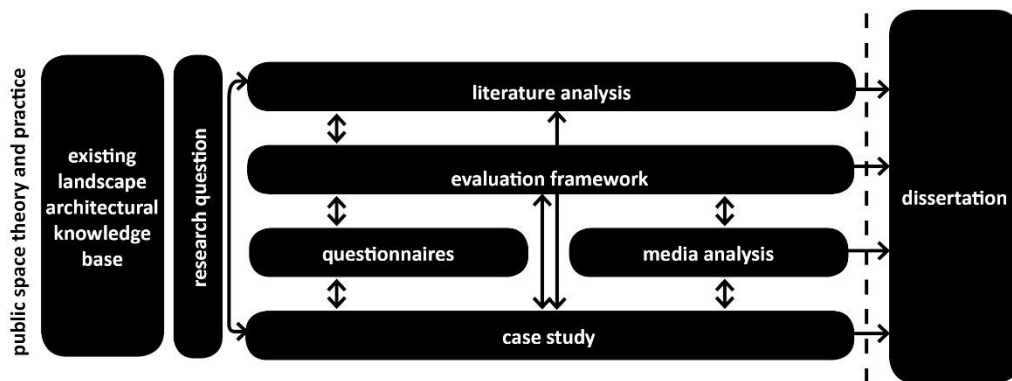 public space theory and practice
existing
landscape
architectural
knowledge
base
research question
literature analysis
evaluation framework
questionnaires
media analysis
case study
dissertation